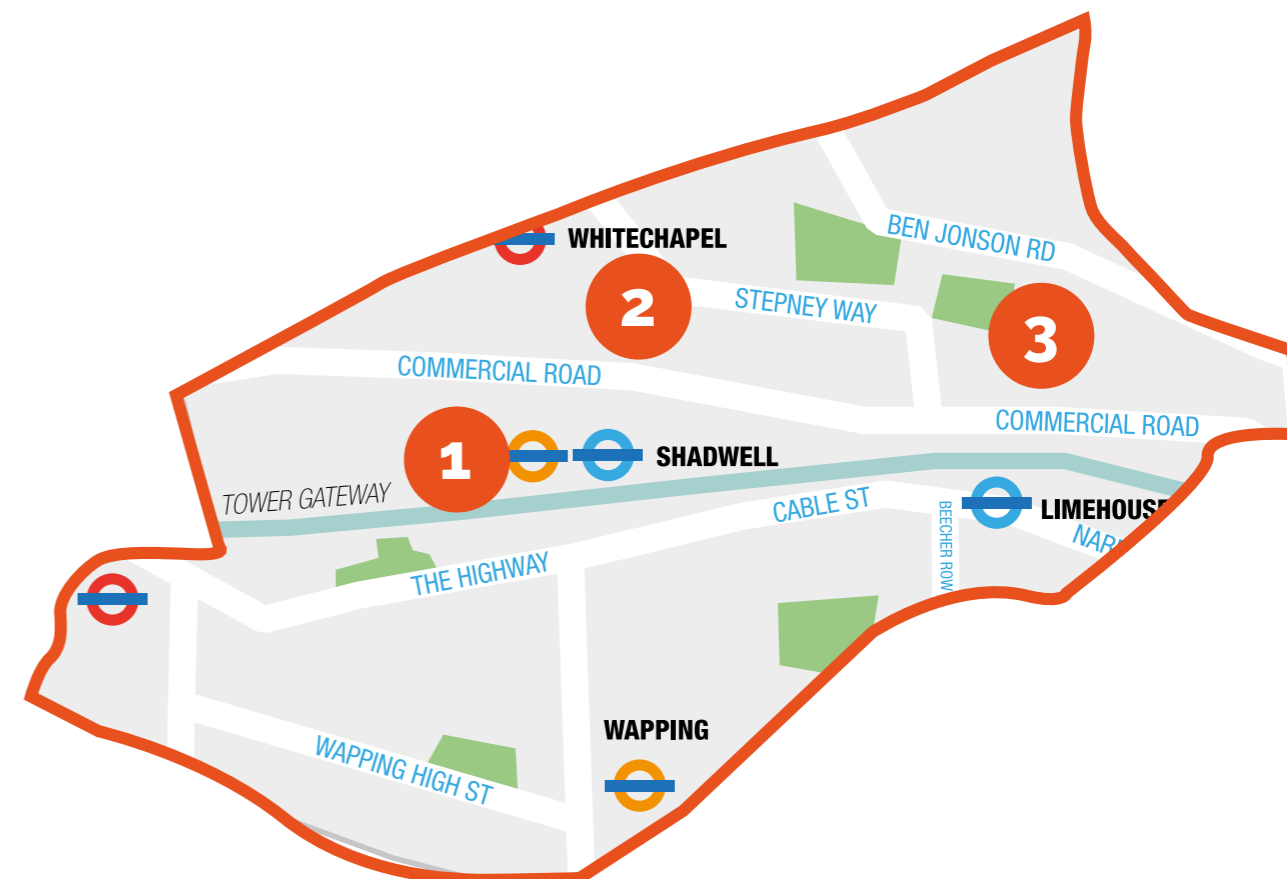 WHITECHAPEL
BEN JONSON RD
2
STEPNEY WAY
3
COMMERCIAL ROAD
COMMERCIAL ROAD
1
SHADWELL
TOWER GATEWAY
CABLE ST
BEECHER ROW
LIMEHOUSE
THE HIGHWAY
WAPPING
WAPPING HIGH ST